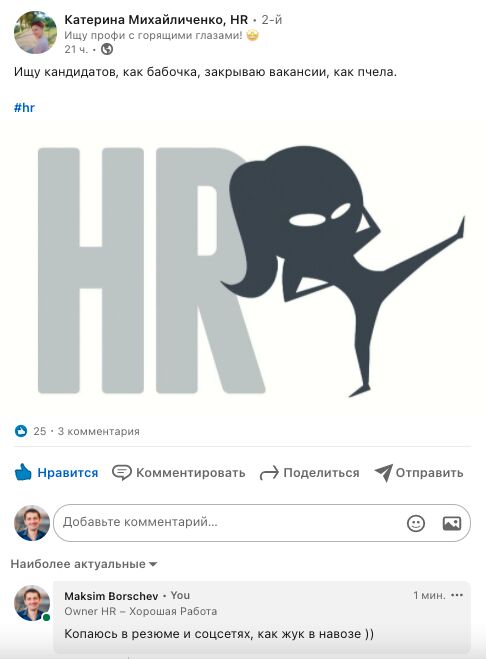 Катерина Михайличенко, HR • 2-й
Ищу профи с горящими глазами! 🤩
21 ч. •
Ищу кандидатов, как бабочка, закрываю вакансии, как пчела.
#hr
HR
25 · 3 комментария
Нравится Комментировать Поделиться Отправить
Добавьте комментарий...
Наиболее актуальные
Maksim Borschev • You 1 мин. •••
Owner HR – Хорошая Работа
Копаюсь в резюме и соцсетях, как жук в навозе ))